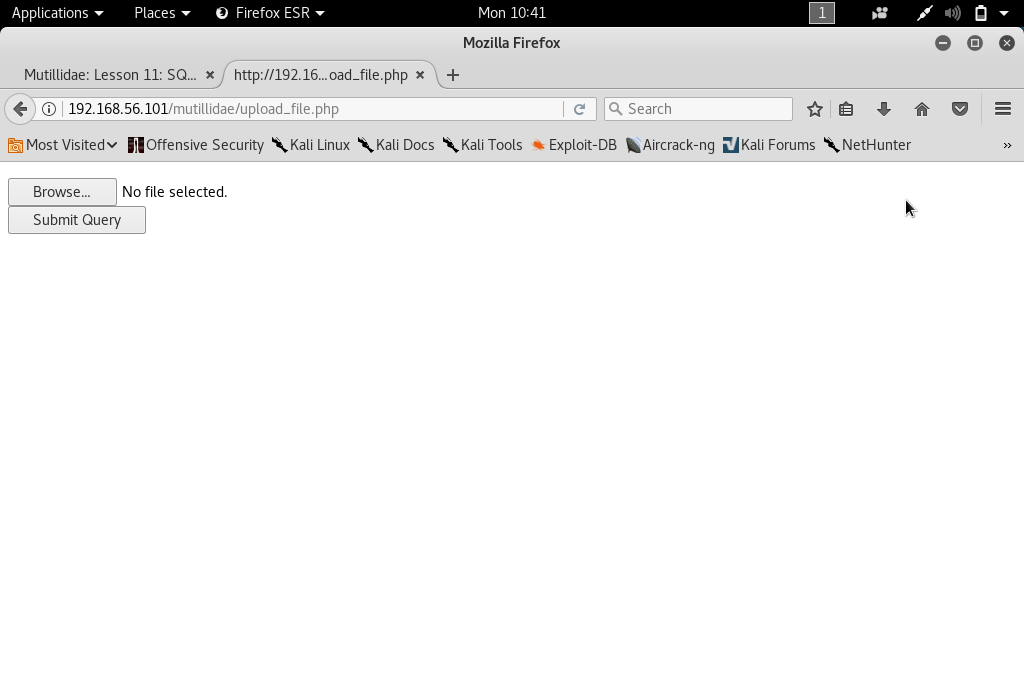 Applications Places Firefox ESR Mon 10:41 1
Mozilla Firefox
Mutillidae: Lesson 11: SQ... http://192.16...oad_file.php
192.168.56.101/mutillidae/upload_file.php Search
Most Visited Offensive Security Kali Linux Kali Docs Kali Tools Exploit-DB Aircrack-ng Kali Forums NetHunter »
Browse... No file selected.
Submit Query